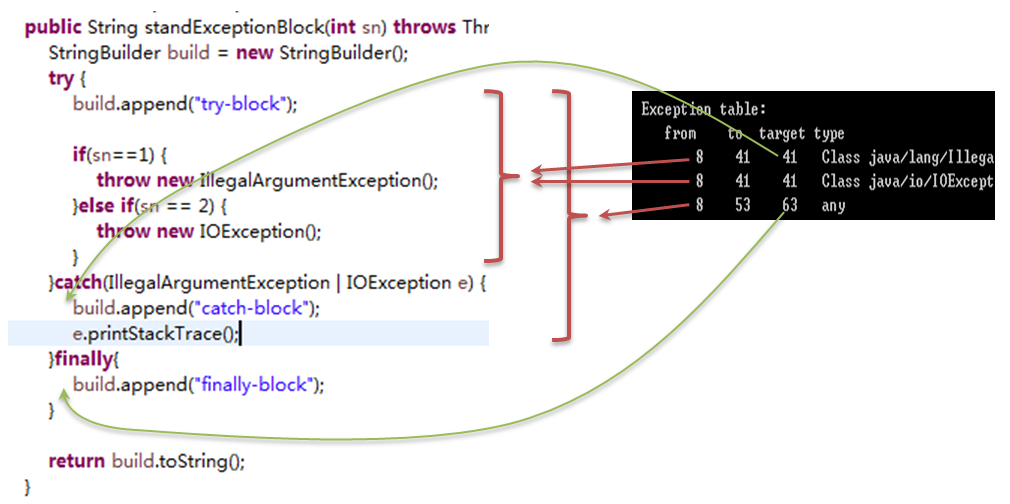 public String standExceptionBlock(int sn) throws Thr
StringBuilder build = new StringBuilder();
try {
build.append("try-block");
if(sn==1) {
throw new IllegalArgumentException();
}else if(sn == 2) {
throw new IOException();
}
}catch(IllegalArgumentException | IOException e) {
build.append("catch-block");
e.printStackTrace();
}finally{
build.append("finally-block");
}
return build.toString();
}
Exception table:
from to target type
8 41 41 Class java/lang/Illega
8 41 41 Class java/io/IOExcept
8 53 63 any